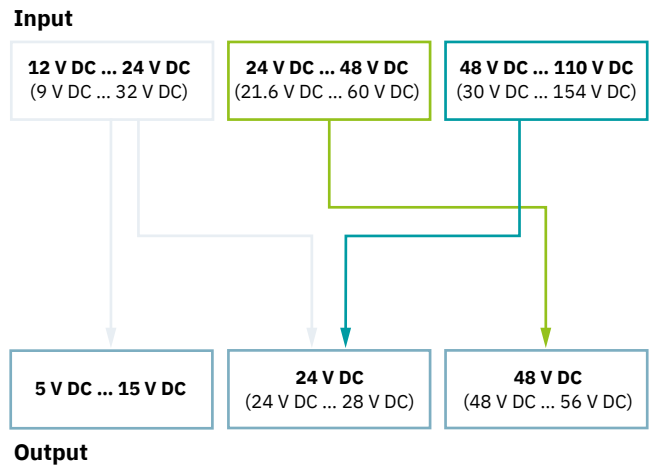 Input
12 V DC ... 24 V DC
(9 V DC ... 32 V DC)
24 V DC ... 48 V DC
(21.6 V DC ... 60 V DC)
48 V DC ... 110 V DC
(30 V DC ... 154 V DC)
5 V DC ... 15 V DC
24 V DC
(24 V DC ... 28 V DC)
48 V DC
(48 V DC ... 56 V DC)
Output